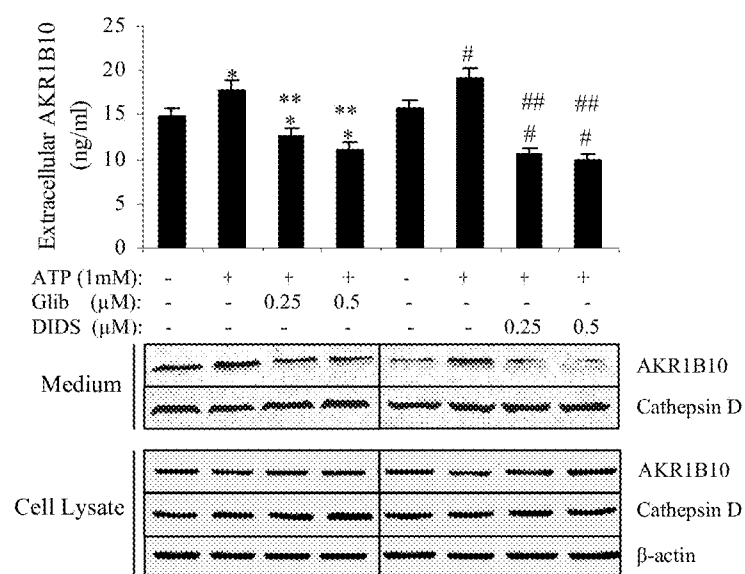 Extracellular AKR1B10
(ng/ml)
25
20
15
10
5
0
*
**
*
**
*
#
##
#
##
#
ATP (1mM): - + + + - + + +
Glib (μM): - - 0.25 0.5 - - - -
DIDS (μM): - - - - - - 0.25 0.5
Medium
AKR1B10
Cathepsin D
Cell Lysate
AKR1B10
Cathepsin D
β-actin